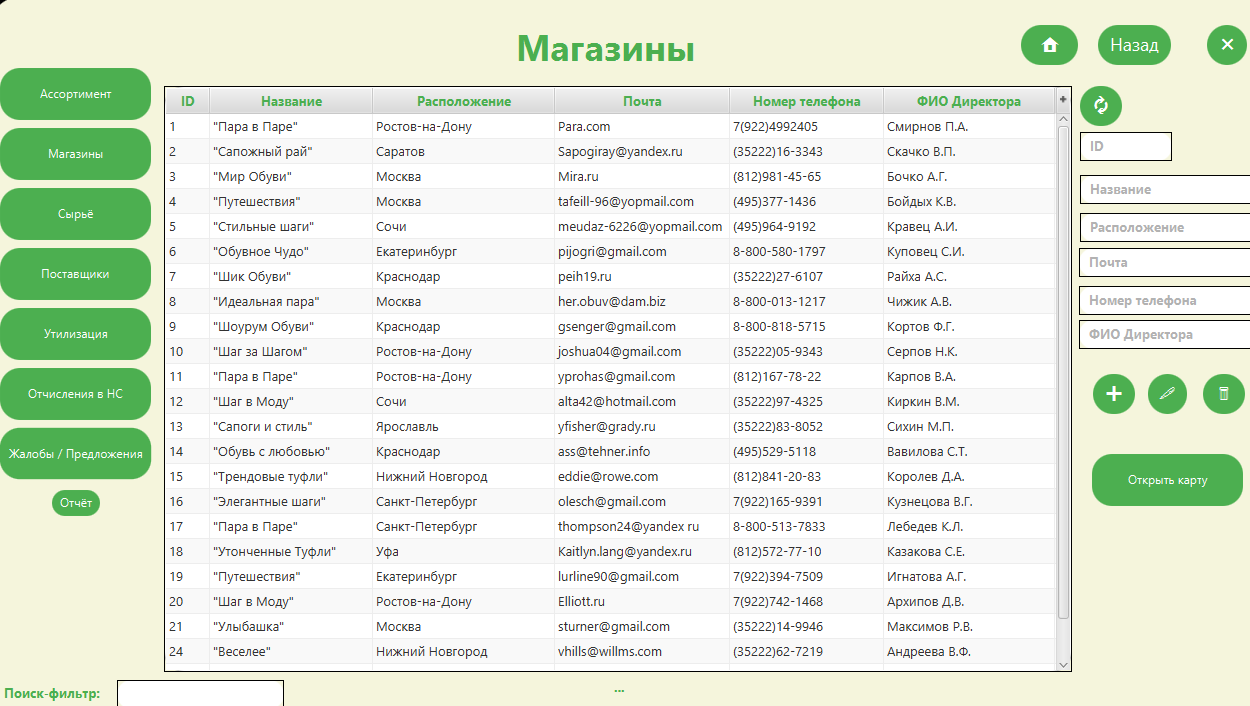 Магазины
Назад
Ассортимент
Магазины
Сырьё
Поставщики
Утилизация
Отчисления в НС
Жалобы / Предложения
Отчёт
ID Название Расположение Почта Номер телефона ФИО Директора +
1 "Пара в Паре" Ростов-на-Дону Para.com 7(922)4992405 Смирнов П.А.
2 "Сапожный рай" Саратов Sapogiray@yandex.ru (35222)16-3343 Скачко В.П.
3 "Мир Обуви" Москва Mira.ru (812)981-45-65 Бочко А.Г.
4 "Путешествия" Москва tafeill-96@yopmail.com (495)377-1436 Бойдых К.В.
5 "Стильные шаги" Сочи meudaz-6226@yopmail.com (495)964-9192 Кравец А.И.
6 "Обувное Чудо" Екатеринбург pijogri@gmail.com 8-800-580-1797 Куповец С.И.
7 "Шик Обуви" Краснодар peih19.ru (35222)27-6107 Райха А.С.
8 "Идеальная пара" Москва her.obuv@dam.biz 8-800-013-1217 Чижик А.В.
9 "Шоурум Обуви" Краснодар gsenger@gmail.com 8-800-818-5715 Кортов Ф.Г.
10 "Шаг за Шагом" Ростов-на-Дону joshua04@gmail.com (35222)05-9343 Серпов Н.К.
11 "Пара в Паре" Ростов-на-Дону yprohas@gmail.com (812)167-78-22 Карпов В.А.
12 "Шаг в Моду" Сочи alta42@hotmail.com (35222)97-4325 Киркин В.М.
13 "Сапоги и стиль" Ярославль yfisher@grady.ru (35222)83-8052 Сихин М.П.
14 "Обувь с любовью" Краснодар ass@tehner.info (495)529-5118 Вавилова С.Т.
15 "Трендовые туфли" Нижний Новгород eddie@rowe.com (812)841-20-83 Королев Д.А.
16 "Элегантные шаги" Санкт-Петербург olesch@gmail.com 7(922)165-9391 Кузнецова В.Г.
17 "Пара в Паре" Санкт-Петербург thompson24@yandex ru 8-800-513-7833 Лебедев К.Л.
18 "Утонченные Туфли" Уфа Kaitlyn.lang@yandex.ru (812)572-77-10 Казакова С.Е.
19 "Путешествия" Екатеринбург lurline90@gmail.com 7(922)394-7509 Игнатова А.Г.
20 "Шаг в Моду" Ростов-на-Дону Elliott.ru 7(922)742-1468 Архипов Д.В.
21 "Улыбашка" Москва sturner@gmail.com (35222)14-9946 Максимов Р.В.
24 "Веселее" Нижний Новгород vhills@willms.com (35222)62-7219 Андреева В.Ф.
ID
Название
Расположение
Почта
Номер телефона
ФИО Директора
Открыть карту
Поиск-фильтр:
...